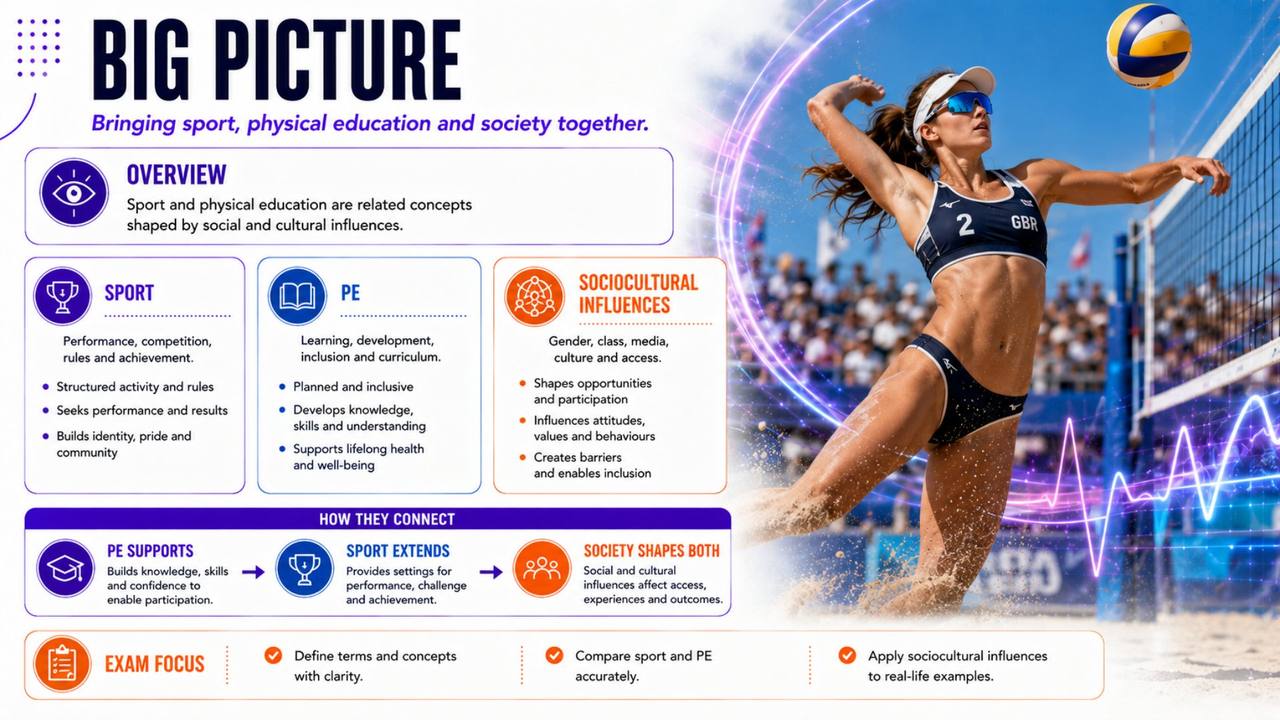 BIG PICTURE
Bringing sport, physical education and society together.
OVERVIEW
Sport and physical education are related concepts
shaped by social and cultural influences.
SPORT
Performance, competition,
rules and achievement.
Structured activity and rules
Seeks performance and results
Builds identity, pride and
community
PE
Learning, development,
inclusion and curriculum.
Planned and inclusive
Develops knowledge,
skills and understanding
Supports lifelong health
and well-being
SOCIOCULTURAL
INFLUENCES
Gender, class, media,
culture and access.
Shapes opportunities
and participation
Influences attitudes,
values and behaviours
Creates barriers
and enables inclusion
HOW THEY CONNECT
PE SUPPORTS
Builds knowledge, skills
and confidence to
enable participation.
SPORT EXTENDS
Provides settings for
performance, challenge
and achievement.
SOCIETY SHAPES BOTH
Social and cultural
influences affect access,
experiences and outcomes.
EXAM FOCUS
Define terms and concepts
with clarity.
Compare sport and PE
accurately.
Apply sociocultural influences
to real-life examples.
2
GBR